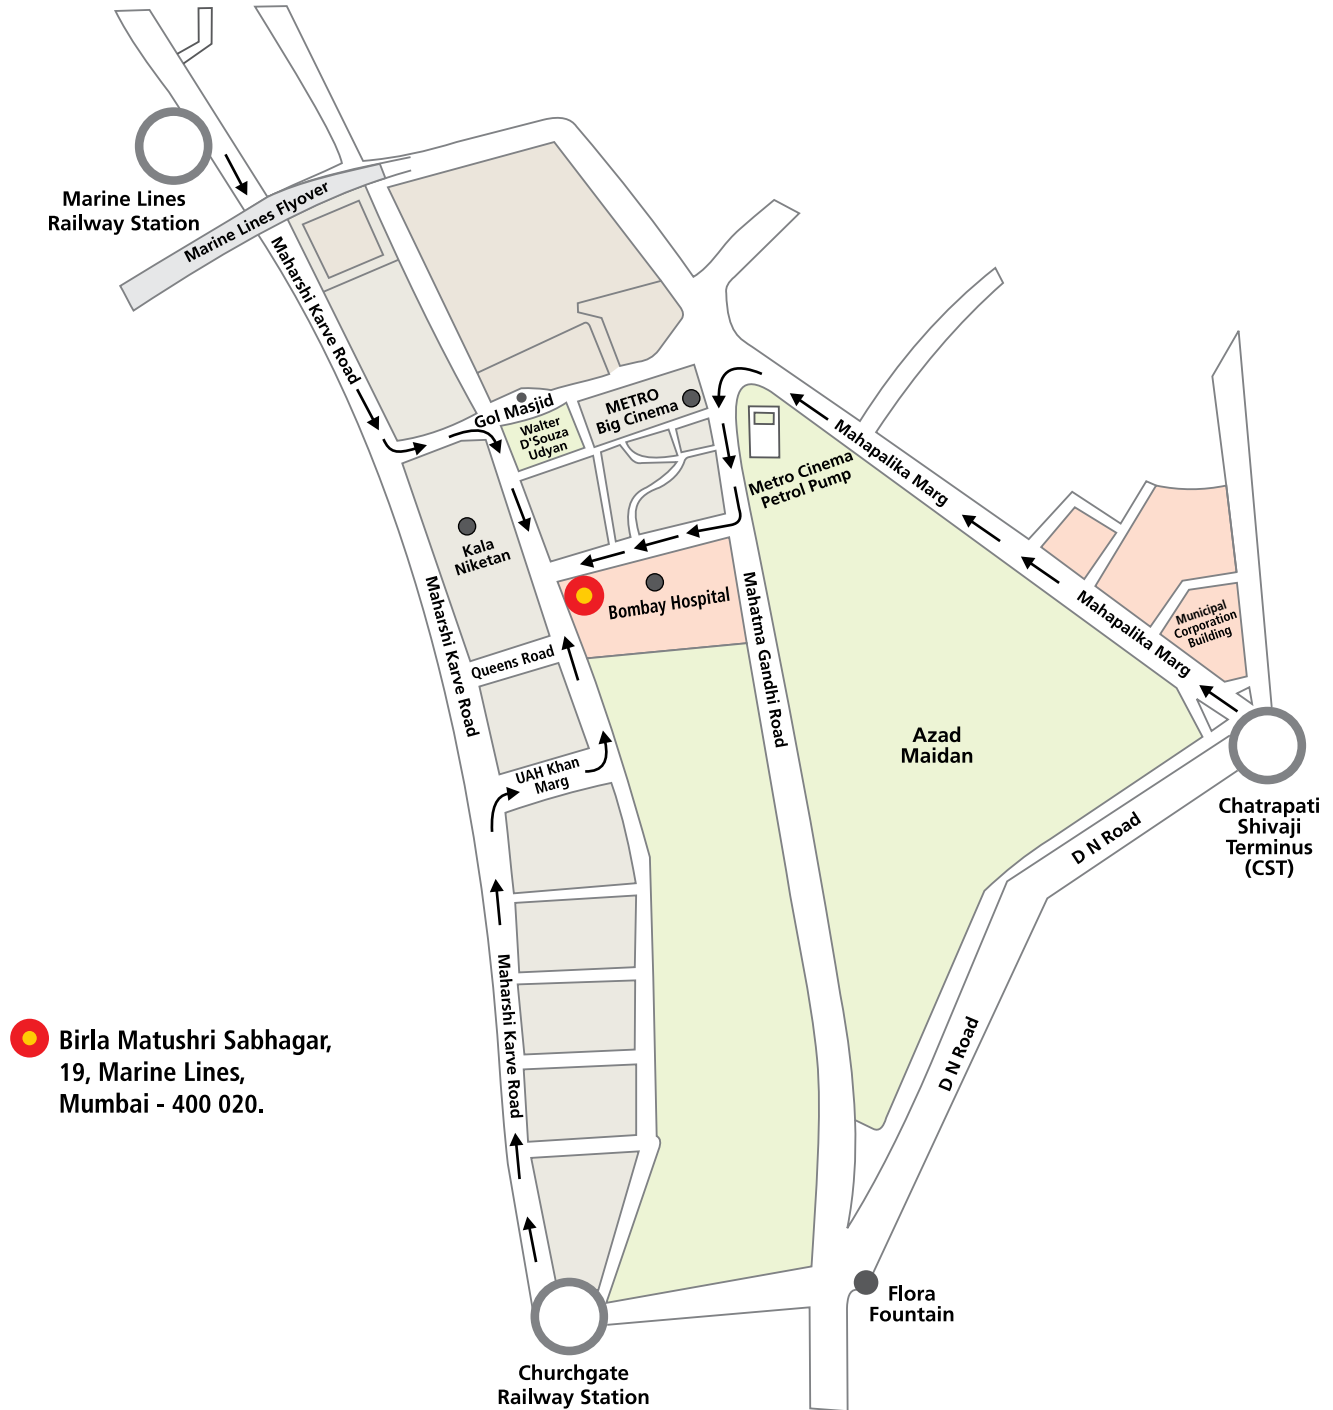 Marine Lines
Railway Station
Marine Lines Flyover
Maharshi Karve Road
Gol Masjid
Walter
D'Souza
Udyan
METRO
Big Cinema
Metro Cinema
Petrol Pump
Mahapalika Marg
Kala
Niketan
Bombay Hospital
Maharshi Karve Road
Queens Road
Mahatma Gandhi Road
Mahapalika Marg
Municipal
Corporation
Building
UAH Khan
Marg
Azad
Maidan
Chatrapati
Shivaji
Terminus
(CST)
D N Road
Maharshi Karve Road
D N Road
Birla Matushri Sabhagar,
19, Marine Lines,
Mumbai - 400 020.
Flora
Fountain
Churchgate
Railway Station